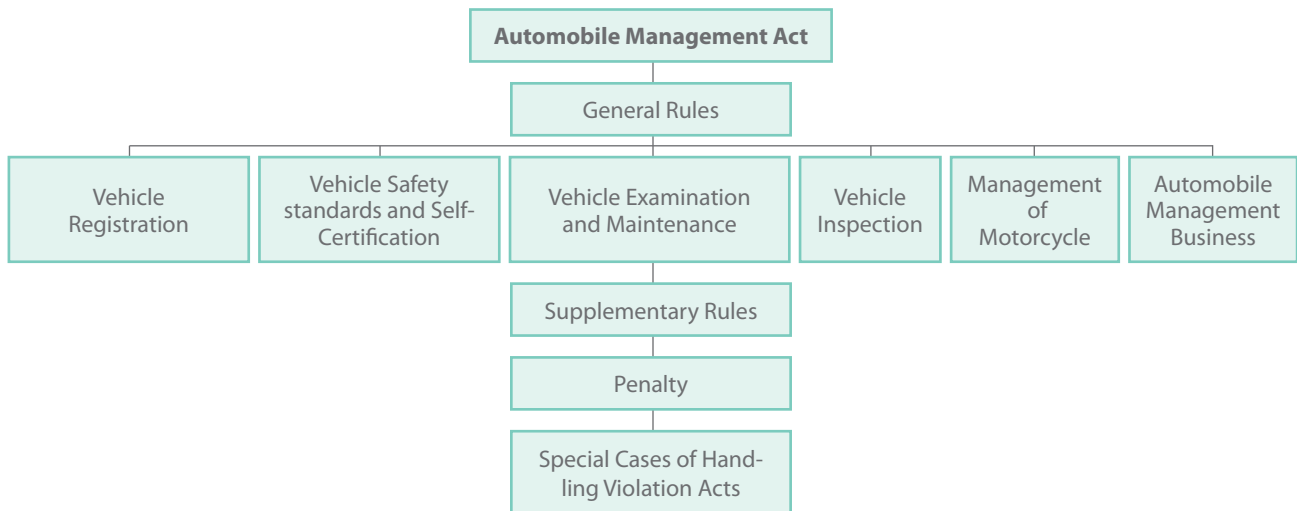 Automobile Management Act
General Rules
Vehicle
Registration
Vehicle Safety
standards and Self-
Certification
Vehicle Examination
and Maintenance
Vehicle
Inspection
Management
of
Motorcycle
Automobile
Management
Business
Supplementary Rules
Penalty
Special Cases of Hand-
ling Violation Acts